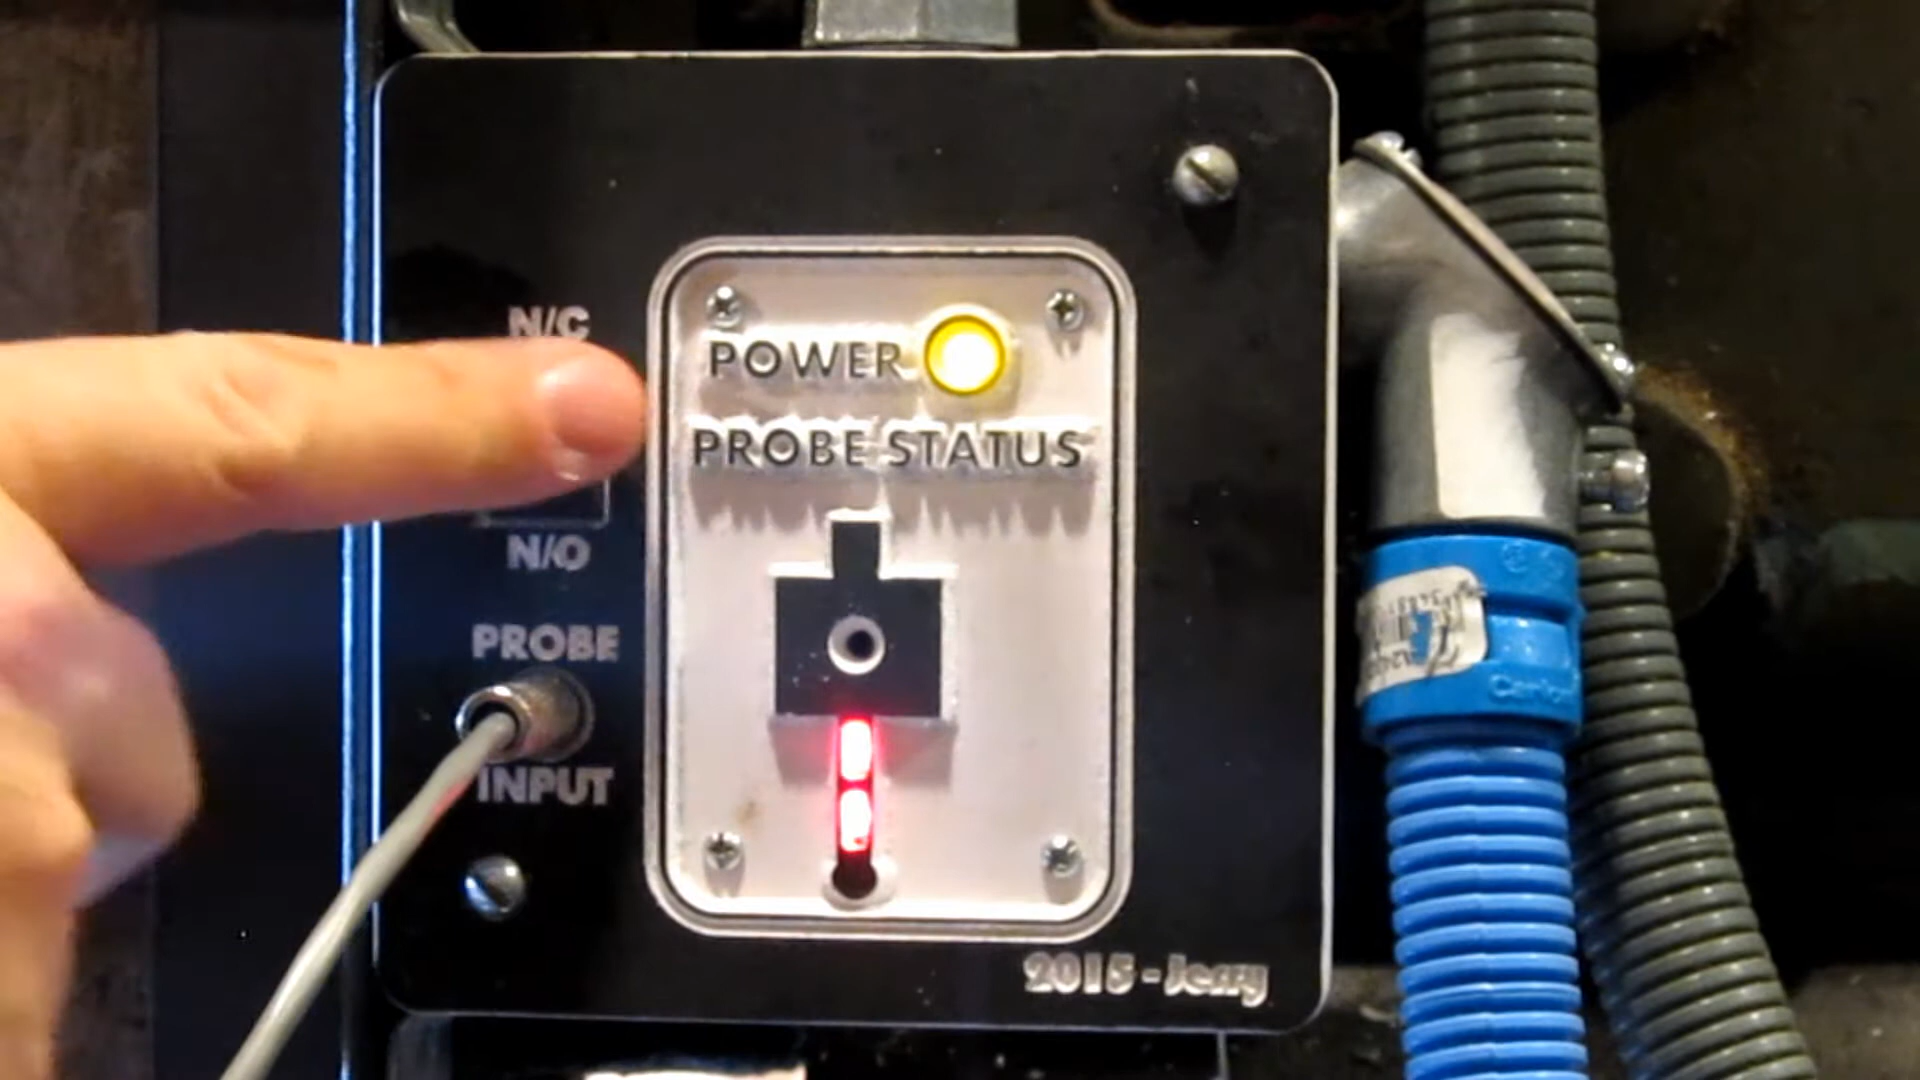 N/C
POWER
PROBE STATUS
N/O
PROBE
INPUT
2015 - Jerry